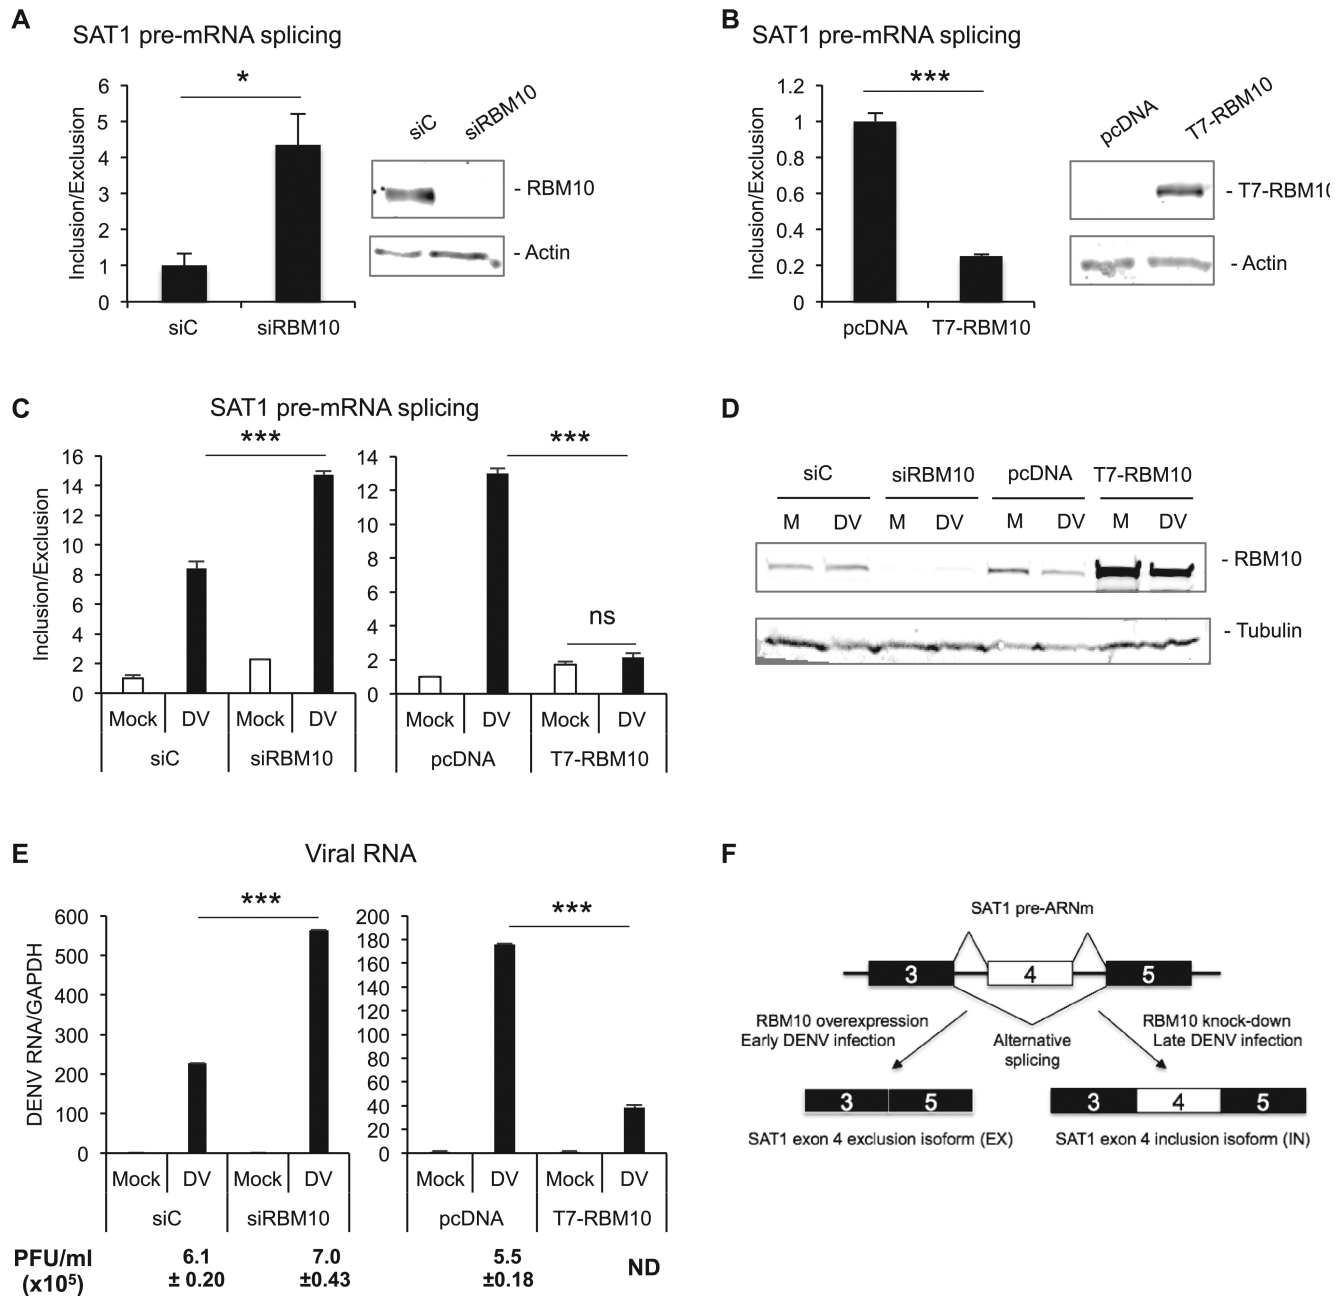 A
SAT1 pre-mRNA splicing
Inclusion/Exclusion
6
5
4
3
2
1
0
*
siC
siRBM10
siC
siRBM10
- RBM10
- Actin
B
SAT1 pre-mRNA splicing
Inclusion/Exclusion
1.2
1
0.8
0.6
0.4
0.2
0
***
pcDNA
T7-RBM10
pcDNA
T7-RBM10
- T7-RBM10
- Actin
C
SAT1 pre-mRNA splicing
Inclusion/Exclusion
16
14
12
10
8
6
4
2
0
***
Mock
DV
Mock
DV
siC
siRBM10
14
12
10
8
6
4
2
0
***
ns
Mock
DV
Mock
DV
pcDNA
T7-RBM10
D
siC
siRBM10
pcDNA
T7-RBM10
M
DV
M
DV
M
DV
M
DV
- RBM10
- Tubulin
E
Viral RNA
DENV RNA/GAPDH
600
500
400
300
200
100
0
***
Mock
DV
Mock
DV
siC
siRBM10
200
180
160
140
120
100
80
60
40
20
0
***
Mock
DV
Mock
DV
pcDNA
T7-RBM10
PFU/ml
(x10⁵)
6.1
± 0.20
7.0
±0.43
5.5
±0.18
ND
F
SAT1 pre-ARNm
3
4
5
RBM10 overexpression
Early DENV infection
Alternative
splicing
RBM10 knock-down
Late DENV infection
3
5
3
4
5
SAT1 exon 4 exclusion isoform (EX)
SAT1 exon 4 inclusion isoform (IN)